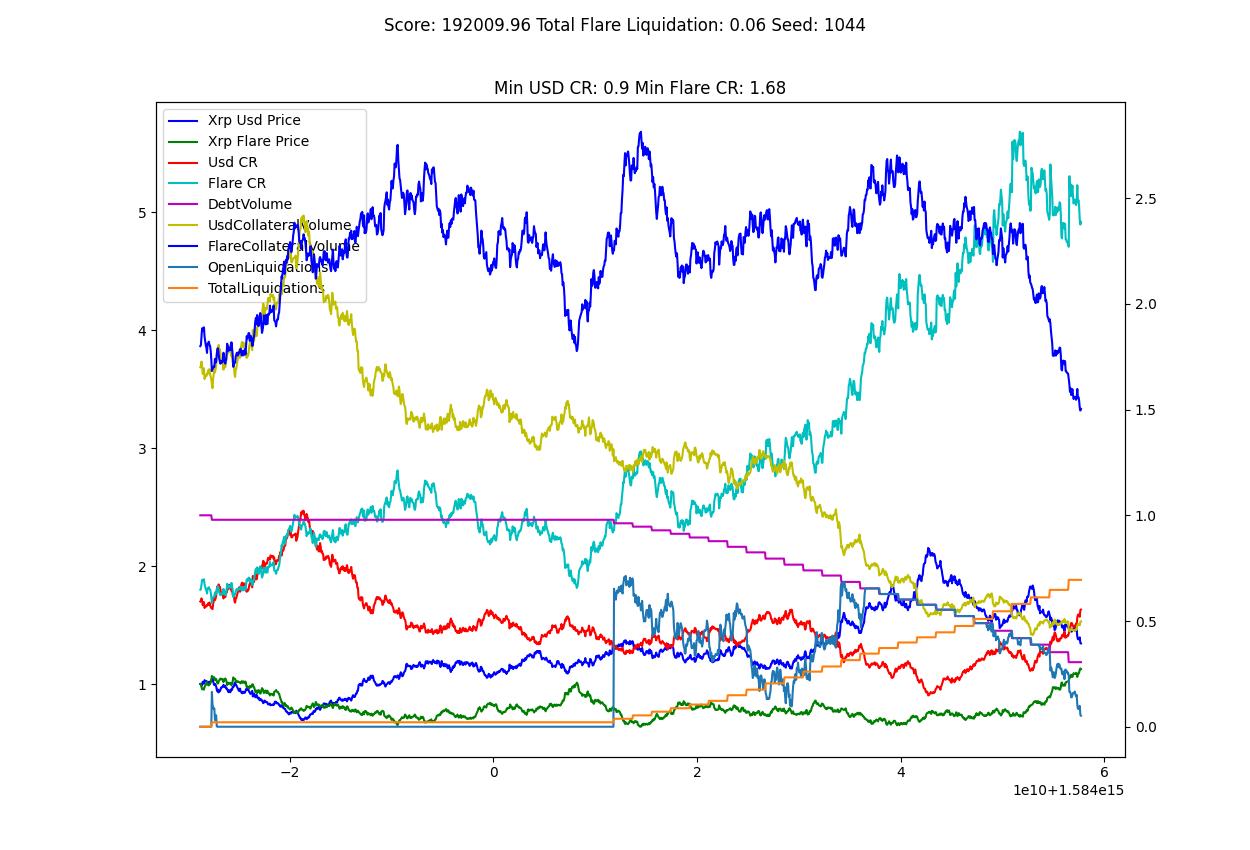 Score: 192009.96 Total Flare Liquidation: 0.06 Seed: 1044
Min USD CR: 0.9 Min Flare CR: 1.68
Xrp Usd Price
Xrp Flare Price
Usd CR
Flare CR
DebtVolume
UsdCollateralVolume
FlareCollateralVolume
OpenLiquidations
TotalLiquidations
5
4
3
2
1
2.5
2.0
1.5
1.0
0.5
0.0
−2
0
2
4
6
1e10+1.584e15